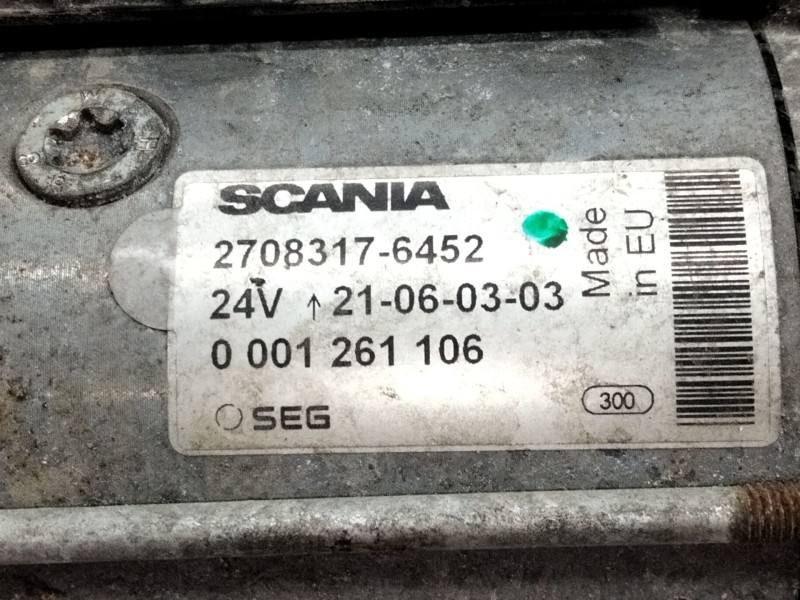 SCANIA
2708317-6452
24V ↑ 21-06-03-03
0 001 261 106
SEG
300
Made
in EU